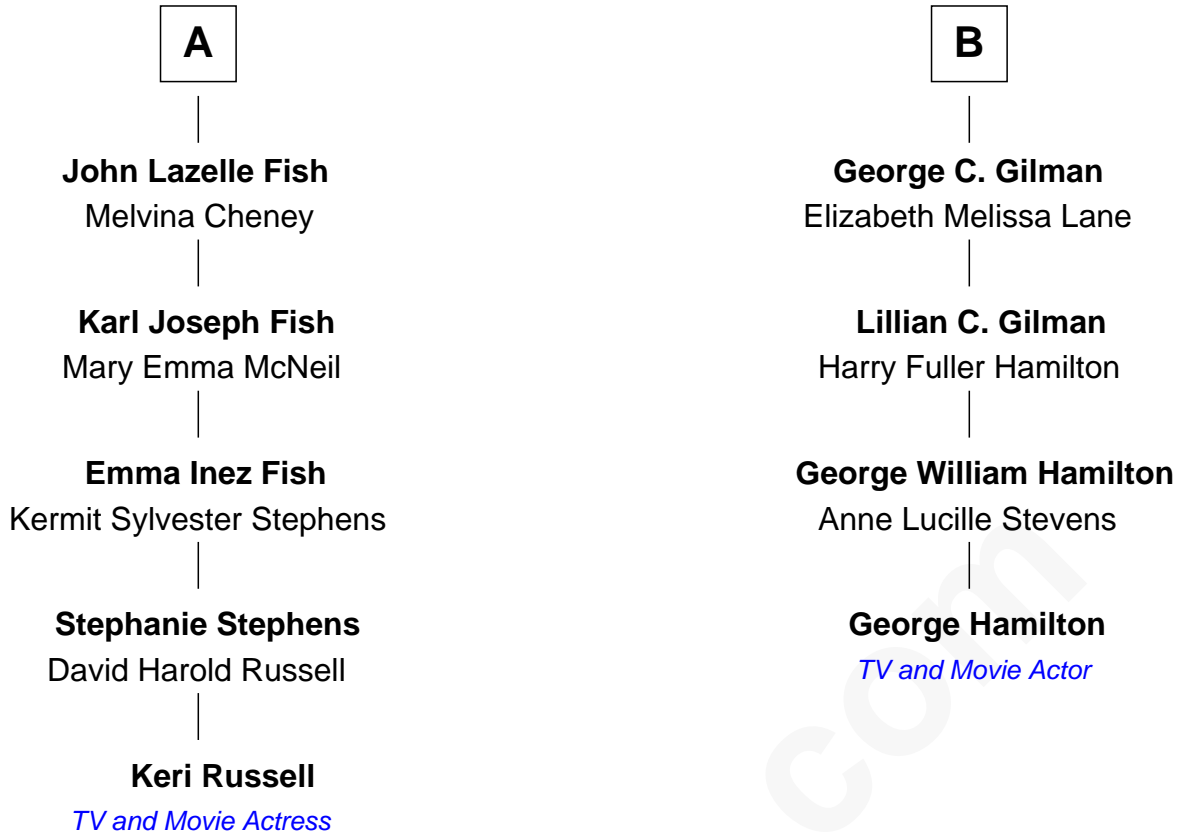 A
John Lazelle Fish
Melvina Cheney
Karl Joseph Fish
Mary Emma McNeil
Emma Inez Fish
Kermit Sylvester Stephens
Stephanie Stephens
David Harold Russell
Keri Russell
TV and Movie Actress
B
George C. Gilman
Elizabeth Melissa Lane
Lillian C. Gilman
Harry Fuller Hamilton
George William Hamilton
Anne Lucille Stevens
George Hamilton
TV and Movie Actor
com